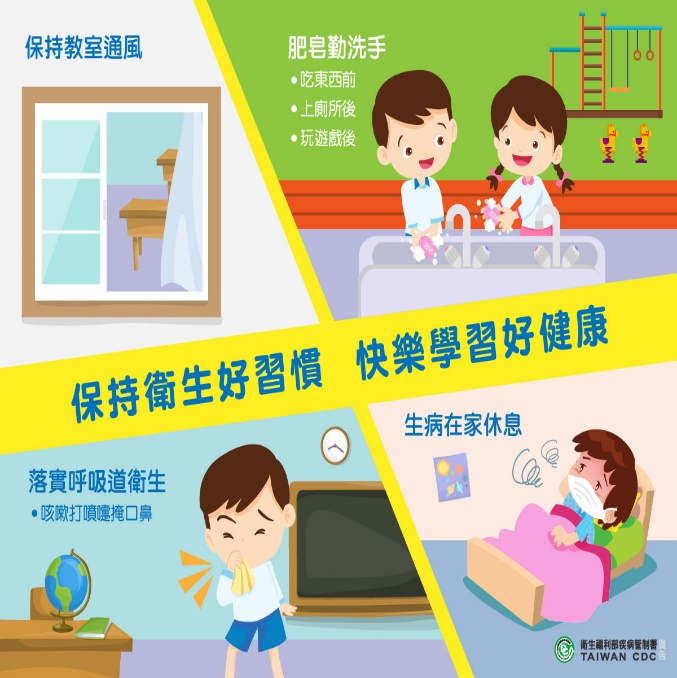 保持教室通風
肥皂勤洗手
•吃東西前
•上廁所後
•玩遊戲後
保持衛生好習慣 快樂學習好健康
落實呼吸道衛生
•咳嗽打噴嚏掩口鼻
生病在家休息
衛生福利部疾病管制署
TAIWAN CDC
廣告